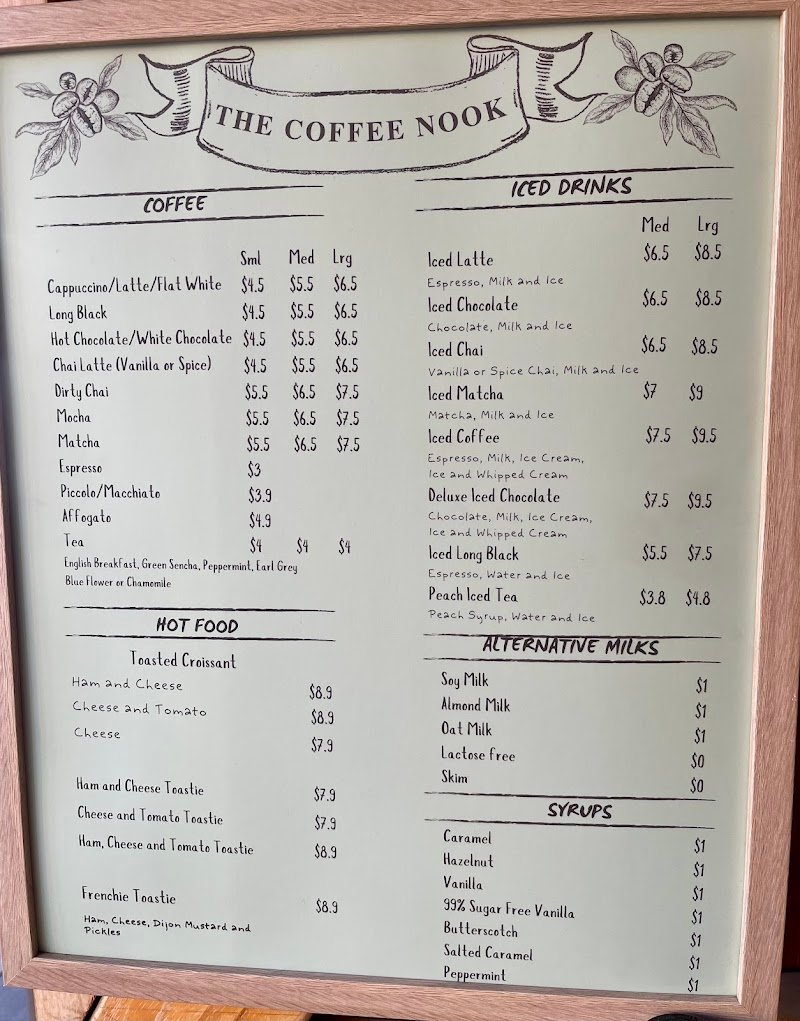 THE COFFEE NOOK
COFFEE
Sml Med Lrg
Cappuccino/Latte/Flat White $4.5 $5.5 $6.5
Long Black $4.5 $5.5 $6.5
Hot Chocolate/White Chocolate $4.5 $5.5 $6.5
Chai Latte (Vanilla or Spice) $4.5 $5.5 $6.5
Dirty Chai $5.5 $6.5 $7.5
Mocha $5.5 $6.5 $7.5
Matcha $5.5 $6.5 $7.5
Espresso $3
Piccolo/Macchiato $3.9
Affogato $4.9
Tea $4 $4 $4
English Breakfast, Green Sencha, Peppermint, Earl Grey
Blue Flower or Chamomile
HOT FOOD
Toasted Croissant
Ham and Cheese $8.9
Cheese and Tomato $8.9
Cheese $7.9
Ham and Cheese Toastie $7.9
Cheese and Tomato Toastie $7.9
Ham, Cheese and Tomato Toastie $8.9
Frenchie Toastie $8.9
Ham, Cheese, Dijon Mustard and
Pickles
ICED DRINKS
Med Lrg
Iced Latte $6.5 $8.5
Espresso, Milk and Ice
Iced Chocolate $6.5 $8.5
Chocolate, Milk and Ice
Iced Chai $6.5 $8.5
Vanilla or Spice Chai, Milk and Ice
Iced Matcha $7 $9
Matcha, Milk and Ice
Iced Coffee $7.5 $9.5
Espresso, Milk, Ice Cream,
Ice and Whipped Cream
Deluxe Iced Chocolate $7.5 $9.5
Chocolate, Milk, Ice Cream,
Ice and Whipped Cream
Iced Long Black $5.5 $7.5
Espresso, Water and Ice
Peach Iced Tea $3.8 $4.8
Peach Syrup, Water and Ice
ALTERNATIVE MILKS
Soy Milk $1
Almond Milk $1
Oat Milk $1
Lactose free $0
Skim $0
SYRUPS
Caramel $1
Hazelnut $1
Vanilla $1
99% Sugar Free Vanilla $1
Butterscotch $1
Salted Caramel $1
Peppermint $1